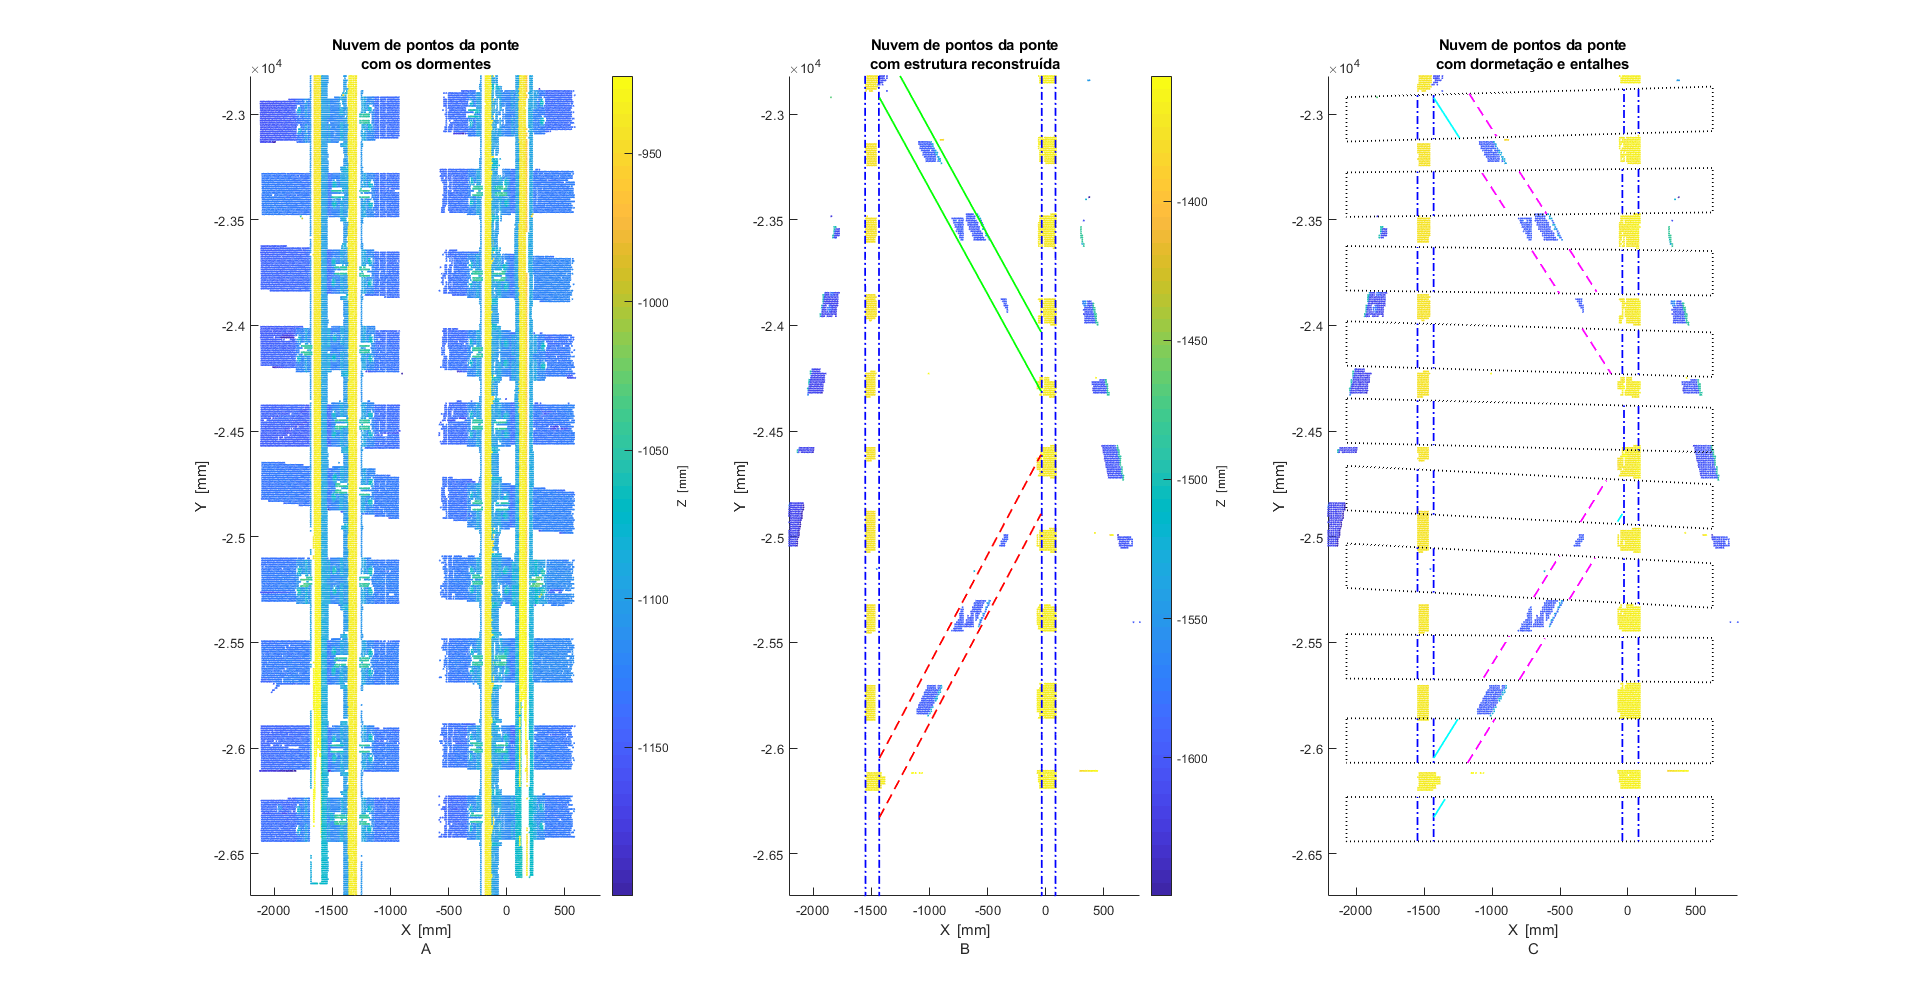 Nuvem de pontos da ponte
com os dormentes
×10⁴
-2.3
-2.35
-2.4
-2.45
-2.5
-2.55
-2.6
-2.65
Y [mm]
-2000 -1500 -1000 -500 0 500
X [mm]
A
-950
-1000
-1050
-1100
-1150
Z [mm]
Nuvem de pontos da ponte
com estrutura reconstruída
×10⁴
-2.3
-2.35
-2.4
-2.45
-2.5
-2.55
-2.6
-2.65
Y [mm]
-2000 -1500 -1000 -500 0 500
X [mm]
B
-1400
-1450
-1500
-1550
-1600
Z [mm]
Nuvem de pontos da ponte
com dormetação e entalhes
×10⁴
-2.3
-2.35
-2.4
-2.45
-2.5
-2.55
-2.6
-2.65
Y [mm]
-2000 -1500 -1000 -500 0 500
X [mm]
C